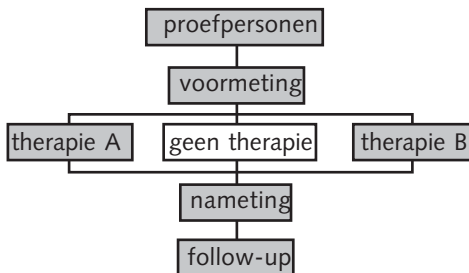 proefpersonen
voormeting
therapie A geen therapie therapie B
nameting
follow-up